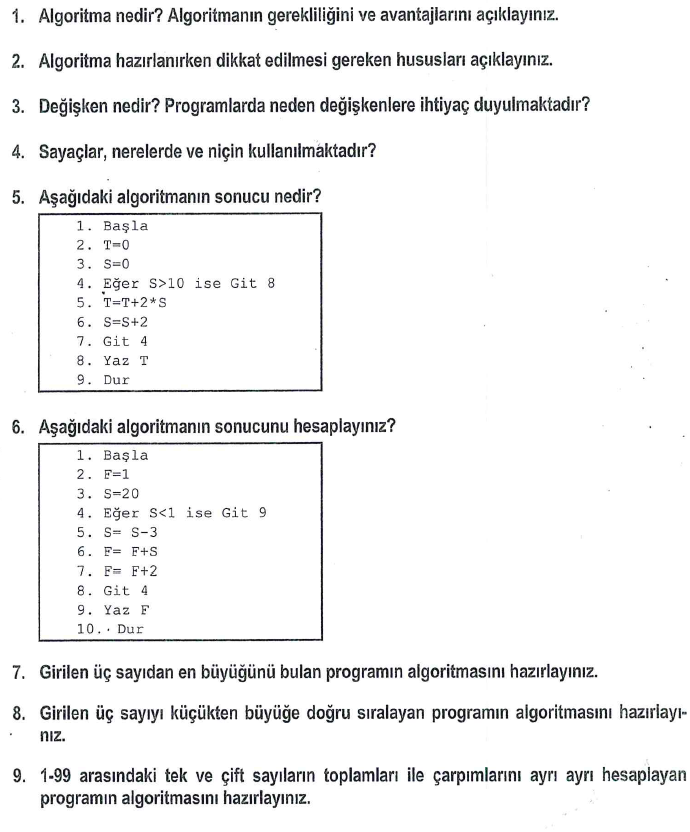 1. Algoritma nedir? Algoritmanın gerekliliğini ve avantajlarını açıklayınız.
2. Algoritma hazırlanırken dikkat edilmesi gereken hususları açıklayınız.
3. Değişken nedir? Programlarda neden değişkenlere ihtiyaç duyulmaktadır?
4. Sayaçlar, nerelerde ve niçin kullanılmaktadır?
5. Aşağıdaki algoritmanın sonucu nedir?
1. Başla
2. T=0
3. S=0
4. Eğer S>10 ise Git 8
5. T=T+2*S
6. S=S+2
7. Git 4
8. Yaz T
9. Dur
6. Aşağıdaki algoritmanın sonucunu hesaplayınız?
1. Başla
2. F=1
3. S=20
4. Eğer S<1 ise Git 9
5. S= S-3
6. F= F+S
7. F= F+2
8. Git 4
9. Yaz F
10. Dur
7. Girilen üç sayıdan en büyüğünü bulan programın algoritmasını hazırlayınız.
8. Girilen üç sayıyı küçükten büyüğe doğru sıralayan programın algoritmasını hazırlayı-
nız.
9. 1-99 arasındaki tek ve çift sayıların toplamları ile çarpımlarını ayrı ayrı hesaplayan
programın algoritmasını hazırlayınız.